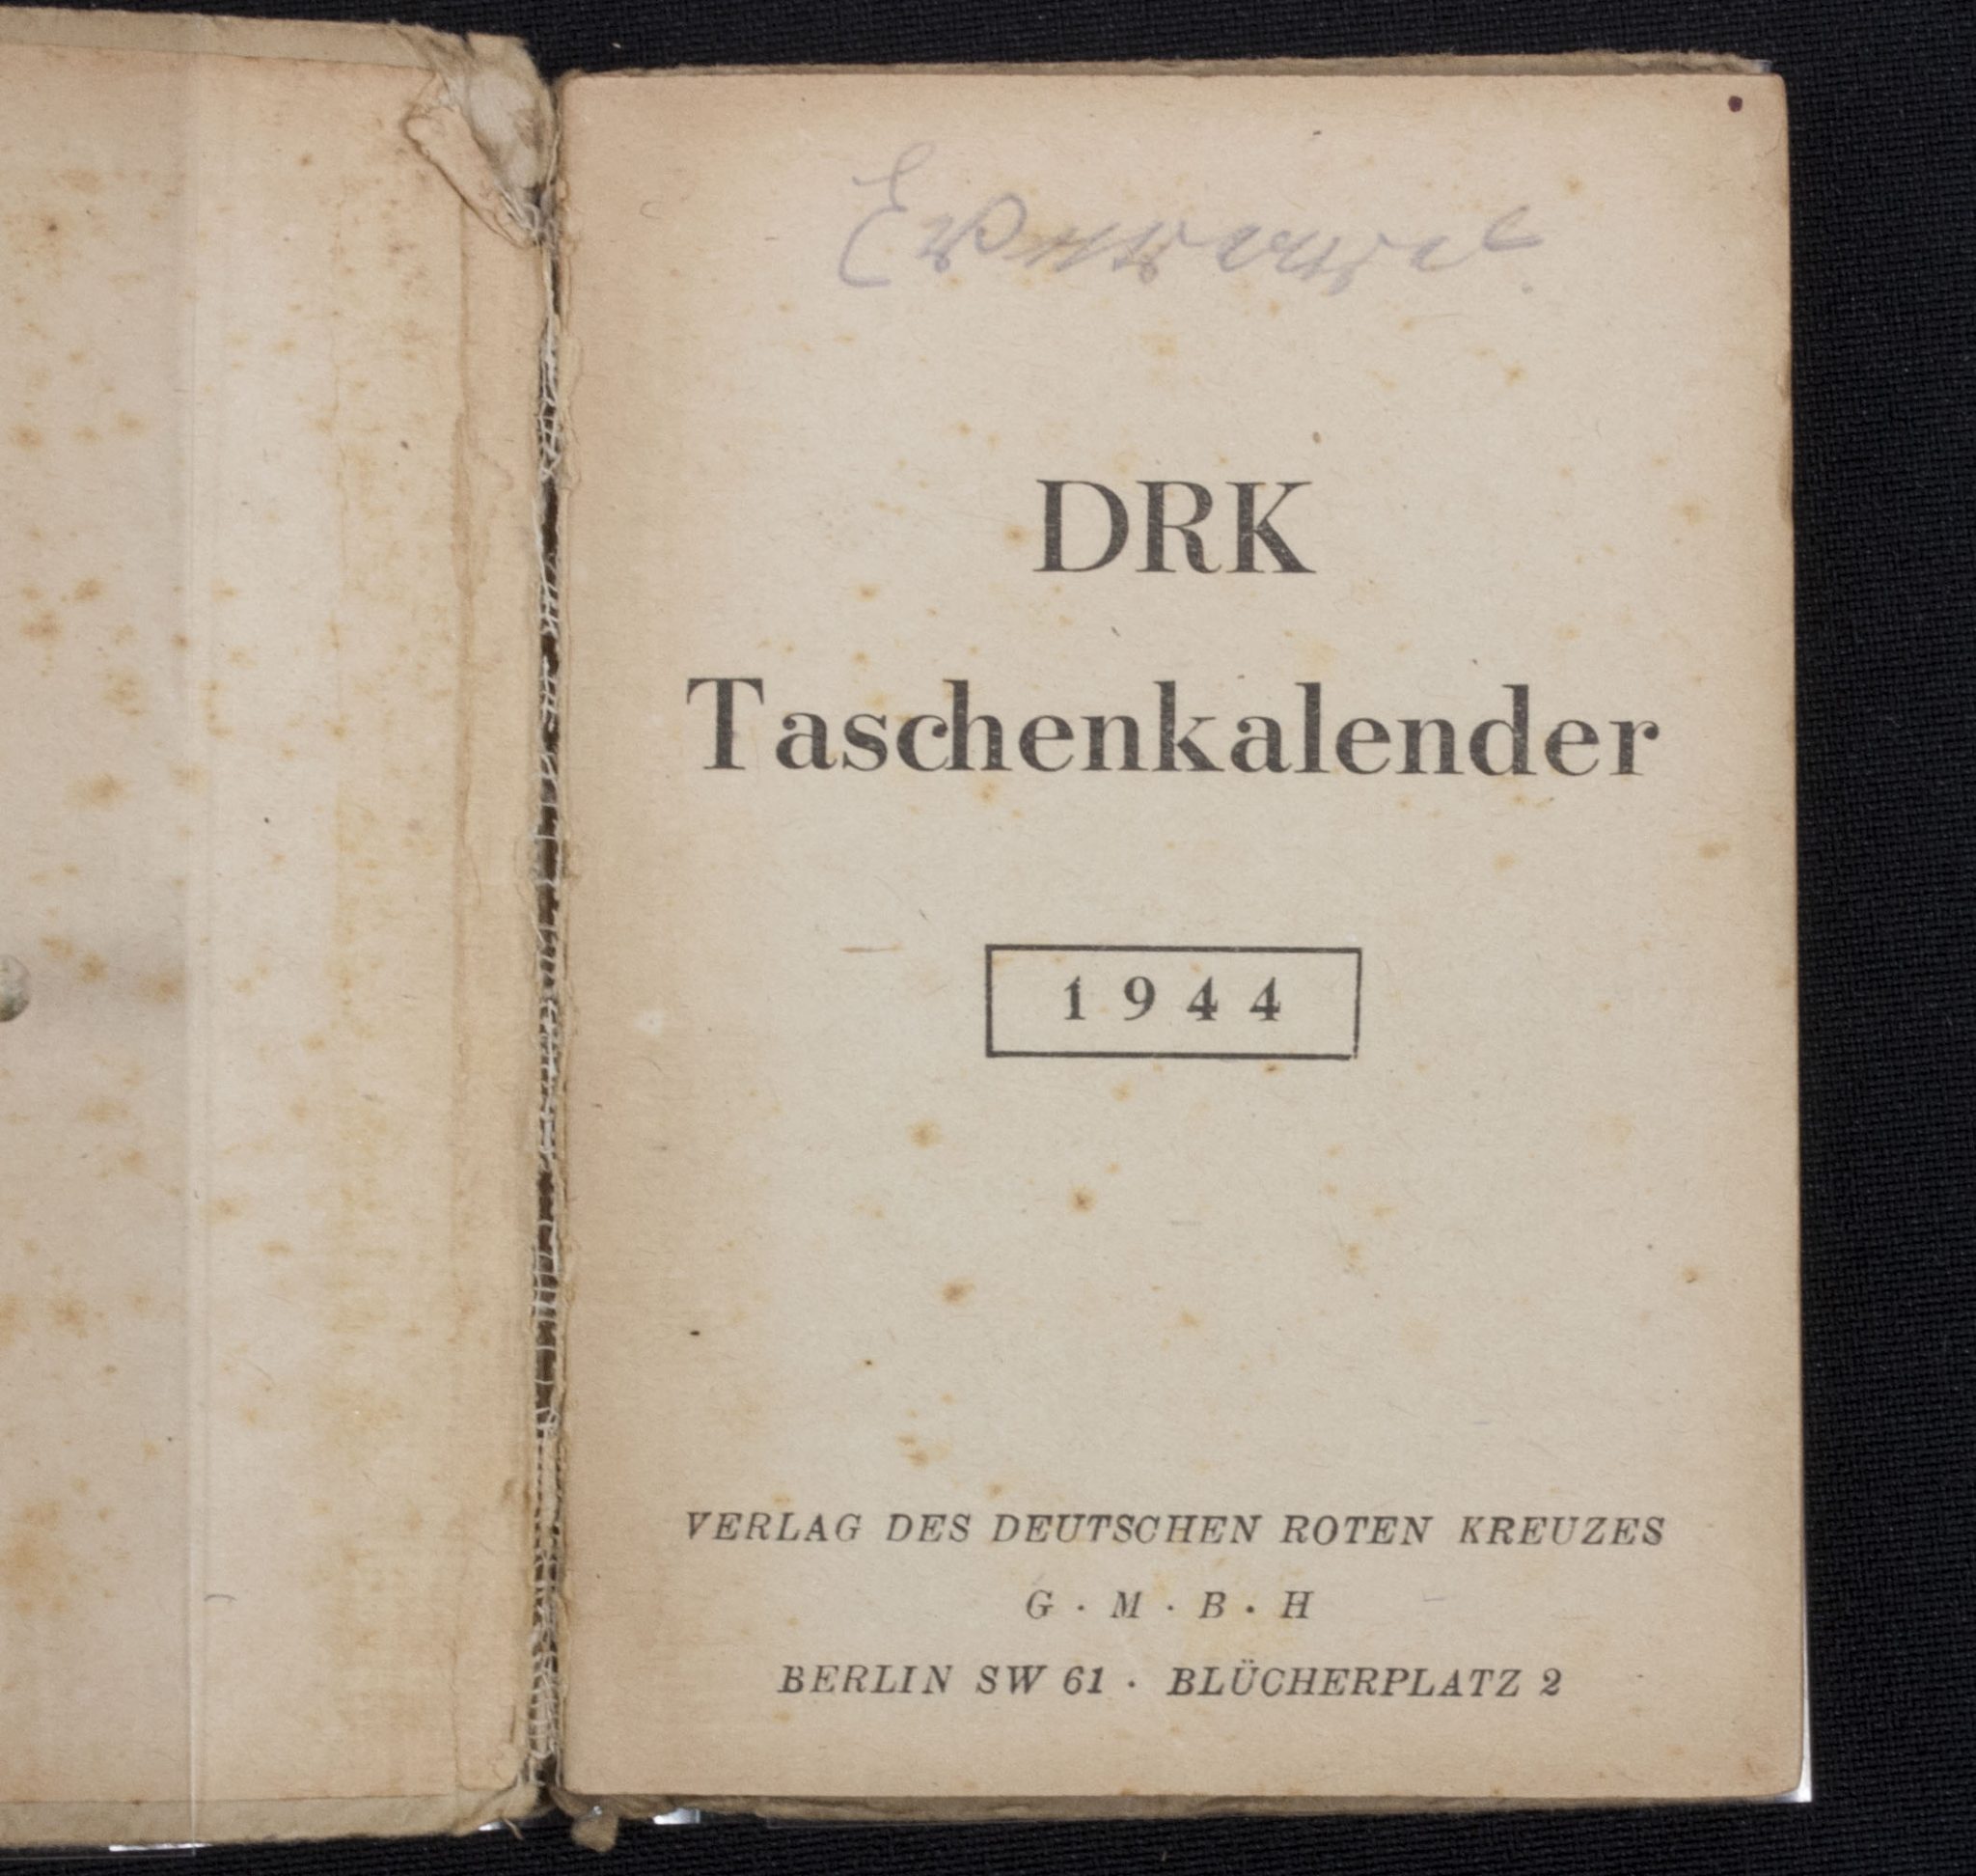 DRK
Taschenkalender
1944
VERLAG DES DEUTSCHEN ROTEN KREUZES
G · M · B · H
BERLIN SW 61 · BLÜCHERPLATZ 2